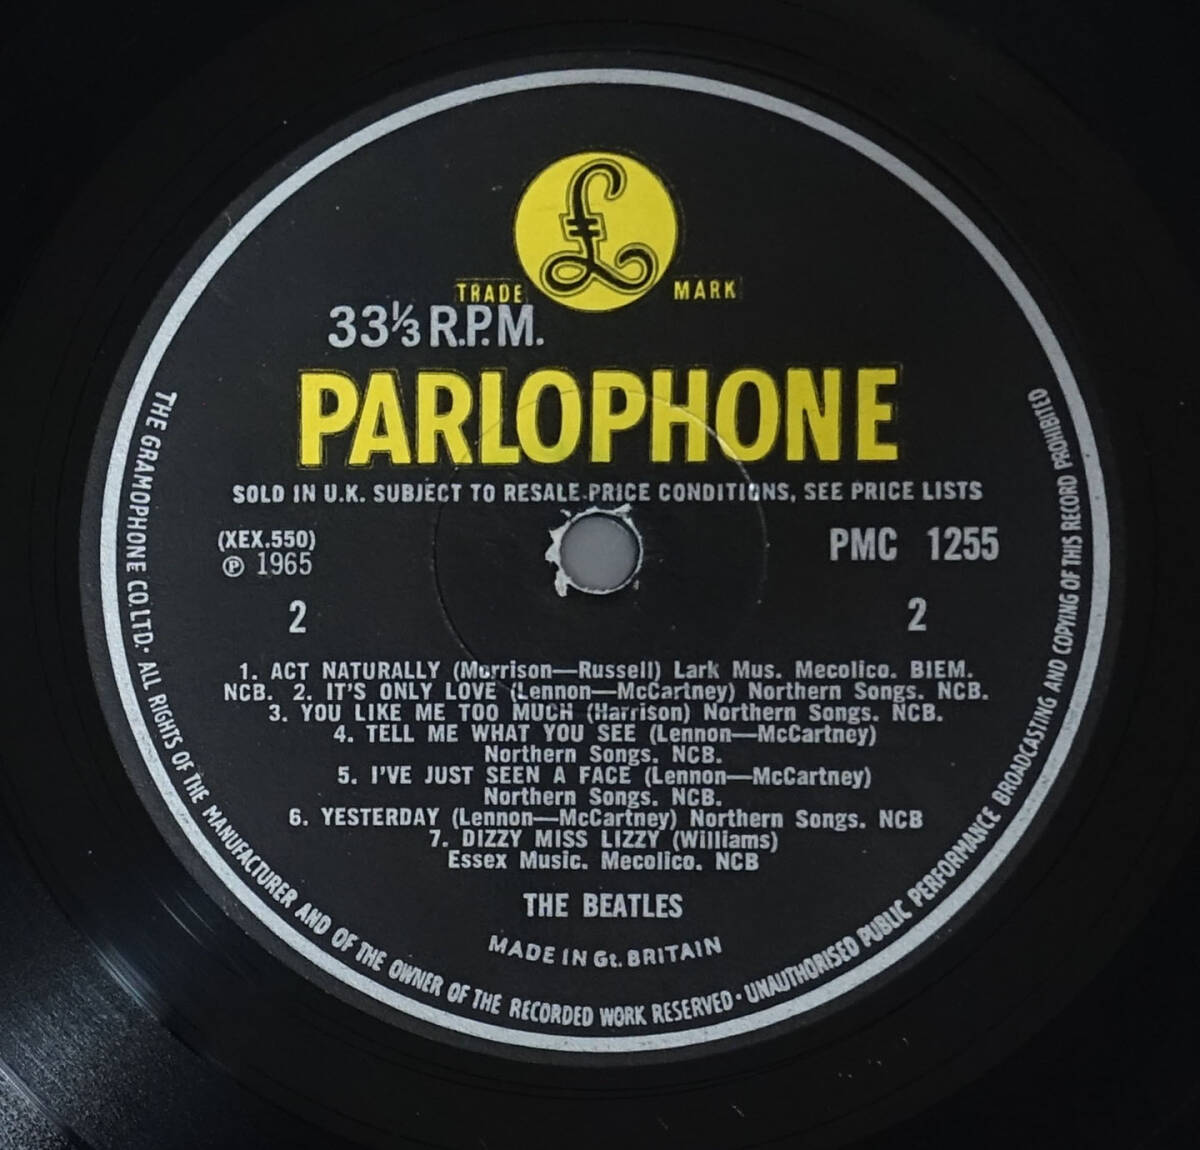 £
TRADE MARK
33⅓ R.P.M.
PARLOPHONE
SOLD IN U.K. SUBJECT TO RESALE PRICE CONDITIONS, SEE PRICE LISTS
(XEX.550)
℗ 1965
PMC 1255
2
2
1. ACT NATURALLY (Morrison—Russell) Lark Mus. Mecolico. BIEM.
NCB. 2. IT'S ONLY LOVE (Lennon—McCartney) Northern Songs. NCB.
3. YOU LIKE ME TOO MUCH (Harrison) Northern Songs. NCB.
4. TELL ME WHAT YOU SEE (Lennon—McCartney)
Northern Songs. NCB.
5. I'VE JUST SEEN A FACE (Lennon—McCartney)
Northern Songs. NCB.
6. YESTERDAY (Lennon—McCartney) Northern Songs. NCB
7. DIZZY MISS LIZZY (Williams)
Essex Music. Mecolico. NCB
THE BEATLES
MADE IN Gt. BRITAIN
THE GRAMOPHONE CO. LTD. · ALL RIGHTS OF THE MANUFACTURER AND OF THE OWNER OF THE RECORDED WORK RESERVED · UNAUTHORISED PUBLIC PERFORMANCE BROADCASTING AND COPYING OF THIS RECORD PROHIBITED